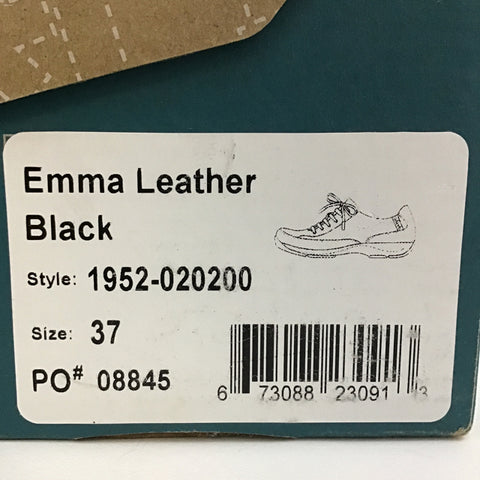 Emma Leather
Black
Style: 1952-020200
Size: 37
PO# 08845
6 73088 23091 3